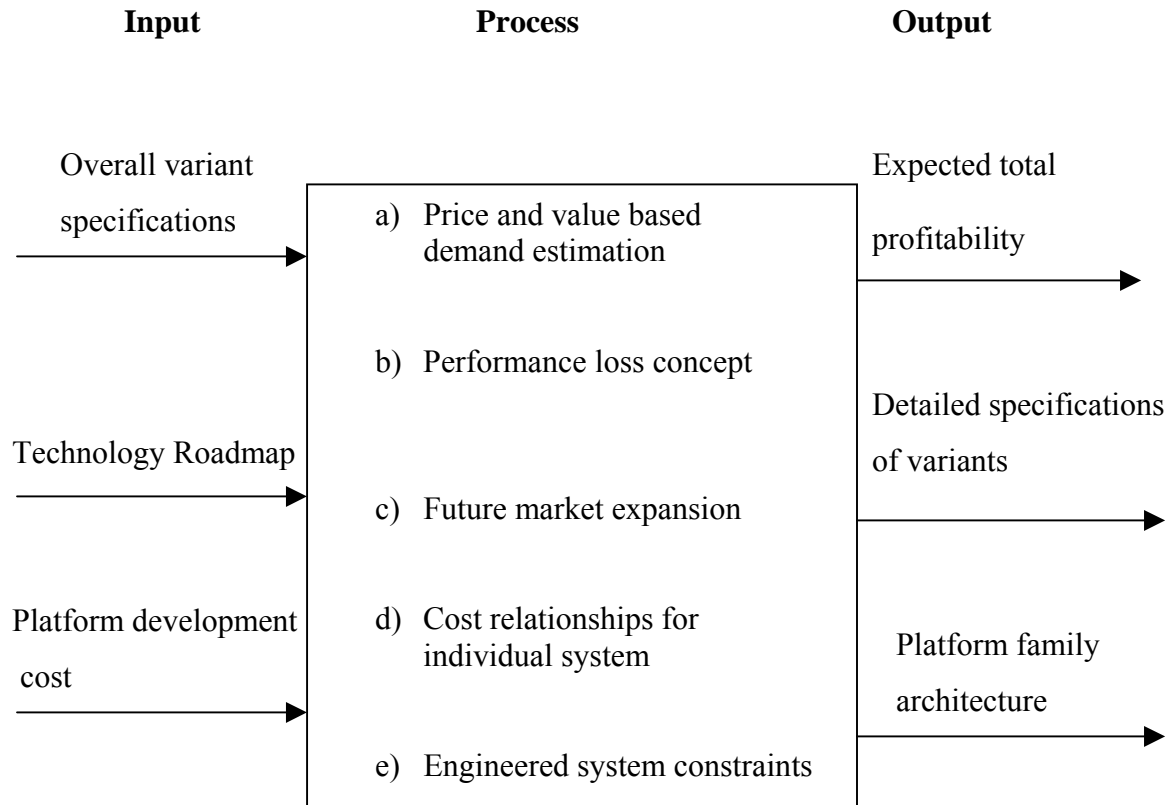 Input Process Output
Overall variant
specifications
Technology Roadmap
Platform development
cost
a) Price and value based
demand estimation
b) Performance loss concept
c) Future market expansion
d) Cost relationships for
individual system
e) Engineered system constraints
Expected total
profitability
Detailed specifications
of variants
Platform family
architecture